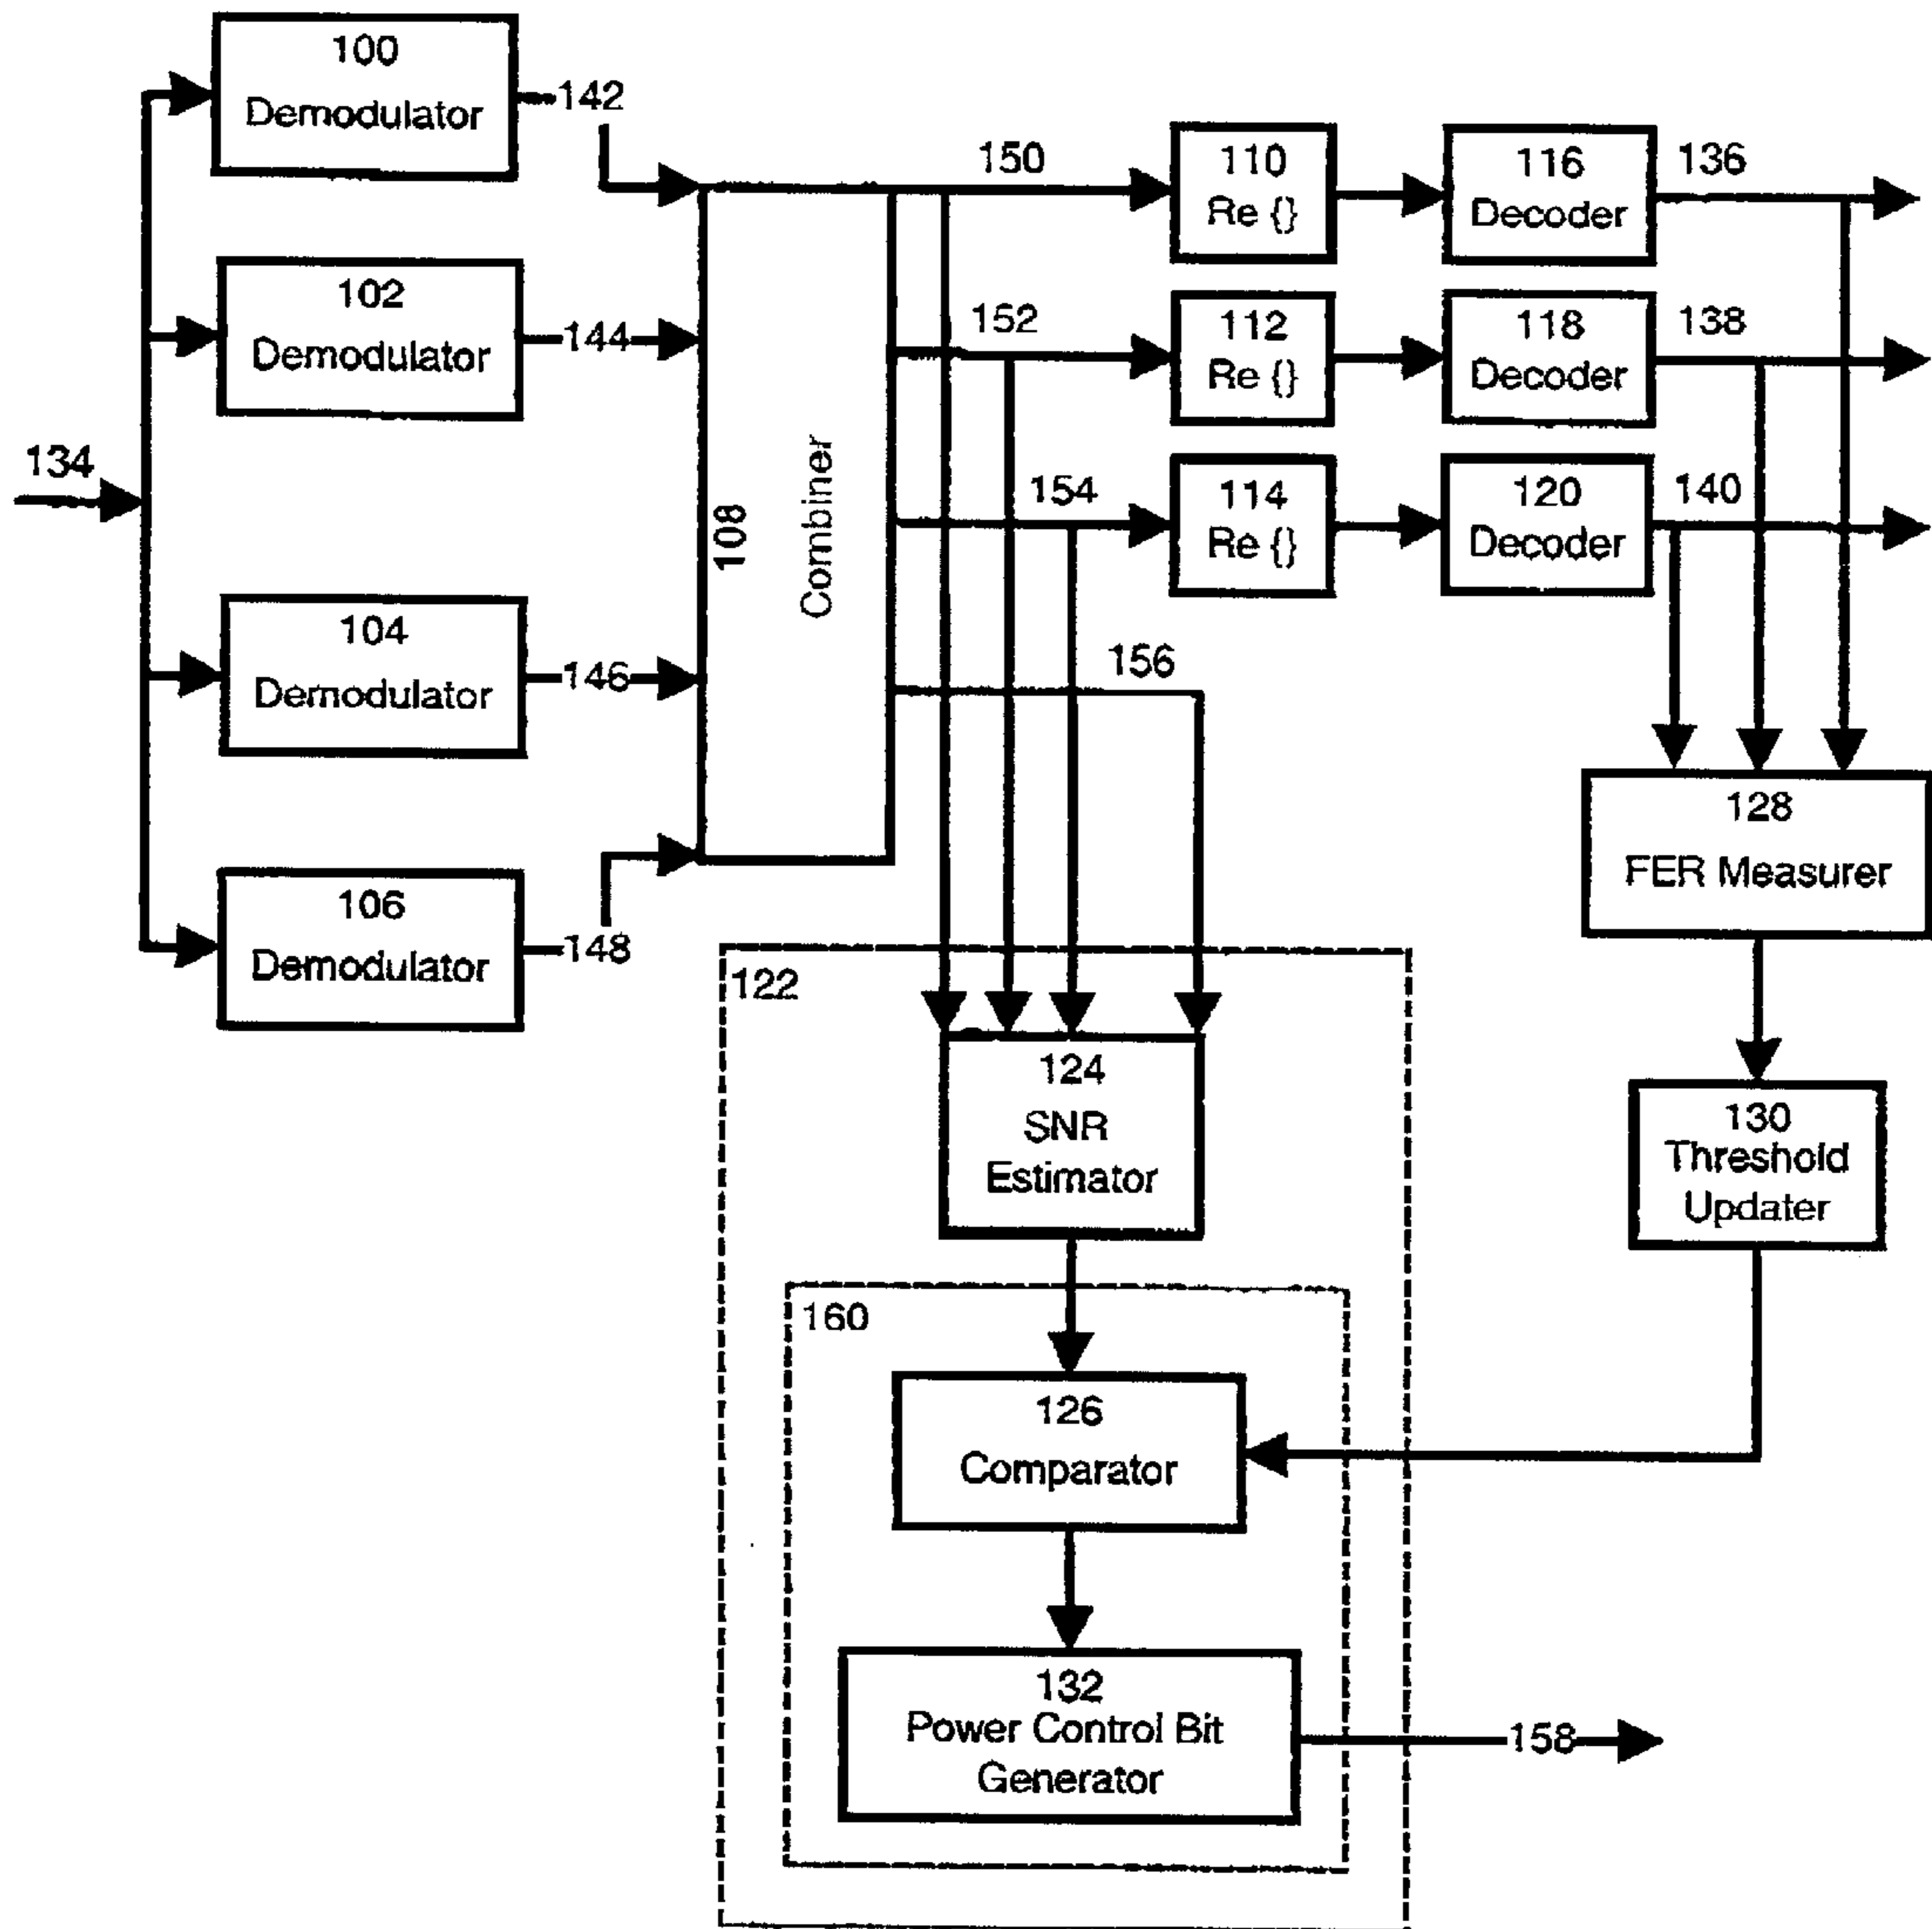 100
Demodulator
142
150
110
Re {}
116
Decoder
136
102
Demodulator
144
152
112
Re {}
118
Decoder
138
134
108
Combiner
154
114
Re {}
120
Decoder
140
104
Demodulator
146
156
128
FER Measurer
106
Demodulator
148
122
124
SNR
Estimator
130
Threshold
Updater
160
126
Comparator
132
Power Control Bit
Generator
158